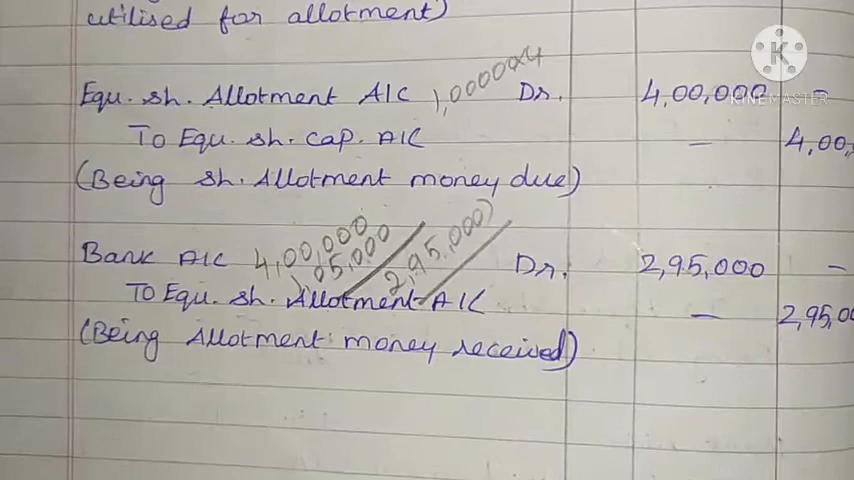 utilised for allotment)
Equ. sh. Allotment A/C 1,00000x4 Dr. 4,00,000 -
To Equ. sh. cap. A/C - 4,00,
(Being sh. Allotment money due)
Bank A/C 4,00,000 Dr. 2,95,000 -
1,05,000
2,95,000)
To Equ. sh. Allotment A/C - 2,95,00
(Being Allotment money received)
KINEMASTER